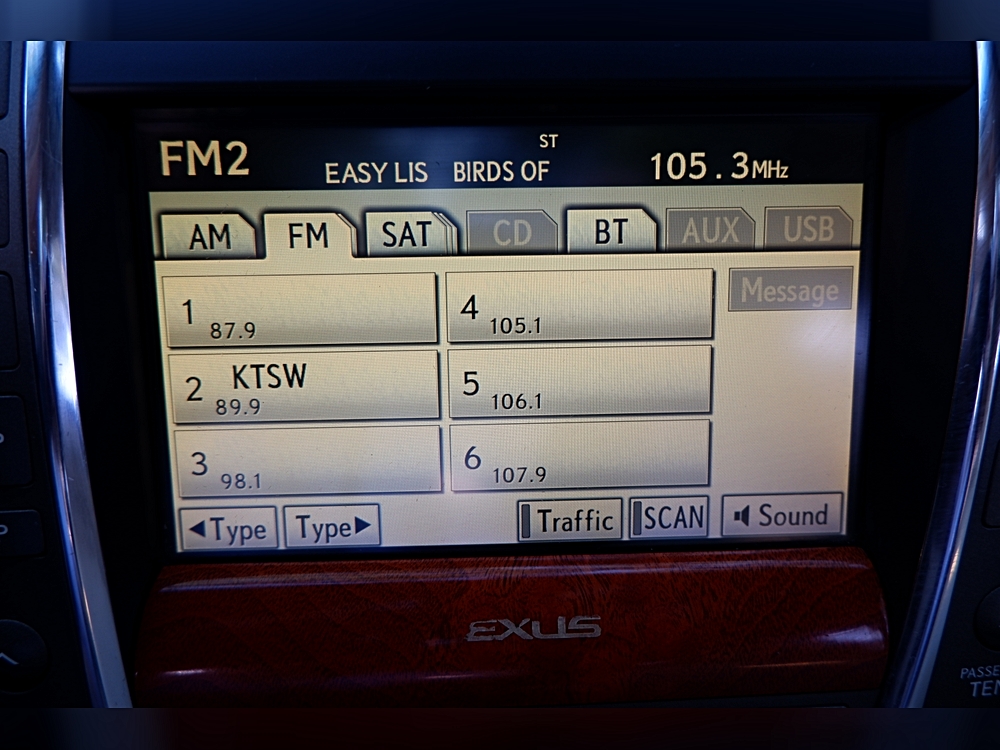 ST
FM2 EASY LIS BIRDS OF 105.3MHz
AM FM SAT CD BT AUX USB
Message
1 87.9
4 105.1
2 KTSW 89.9
5 106.1
3 98.1
6 107.9
◀Type Type▶ Traffic SCAN Sound
EXUS
PASSE
TEM